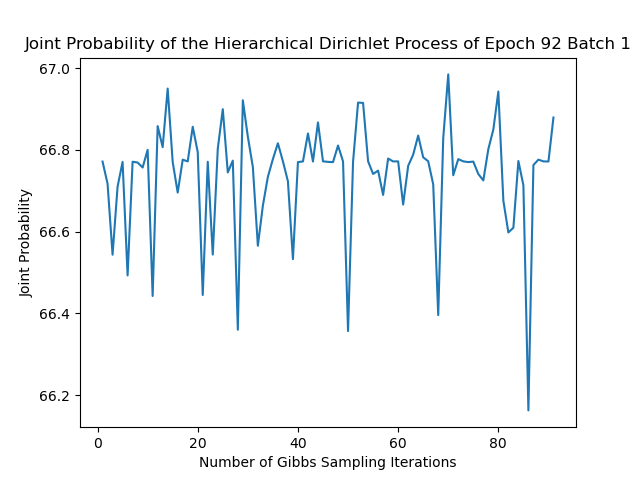 Joint Probability of the Hierarchical Dirichlet Process of Epoch 92 Batch 1
67.0
66.8
66.6
66.4
66.2
Joint Probability
0 20 40 60 80
Number of Gibbs Sampling Iterations